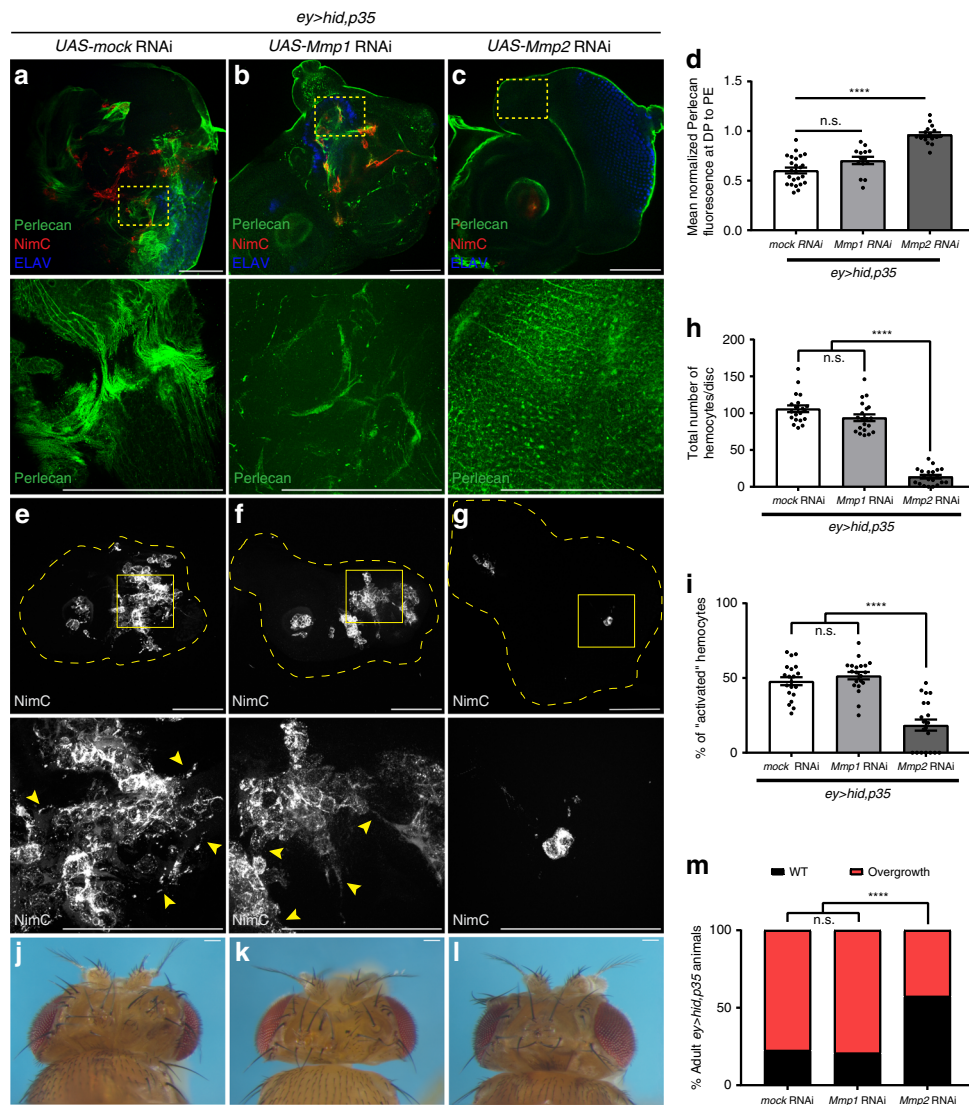 ey>hid,p35
UAS-mock RNAi
UAS-Mmp1 RNAi
UAS-Mmp2 RNAi
a
Perlecan
NimC
ELAV
b
Perlecan
NimC
ELAV
c
Perlecan
NimC
ELAV
Perlecan
Perlecan
Perlecan
d
Mean normalized Perlecan
fluorescence at DP to PE
1.5
1.0
0.5
0.0
****
n.s.
mock RNAi
Mmp1 RNAi
Mmp2 RNAi
ey>hid,p35
e
NimC
f
NimC
g
NimC
NimC
NimC
NimC
h
Total number of
hemocytes/disc
200
150
100
50
0
****
n.s.
mock RNAi
Mmp1 RNAi
Mmp2 RNAi
ey>hid,p35
i
% of "activated" hemocytes
100
50
0
****
n.s.
mock RNAi
Mmp1 RNAi
Mmp2 RNAi
ey>hid,p35
j
k
l
m
WT
Overgrowth
% Adult ey>hid,p35 animals
100
50
0
****
n.s.
mock RNAi
Mmp1 RNAi
Mmp2 RNAi